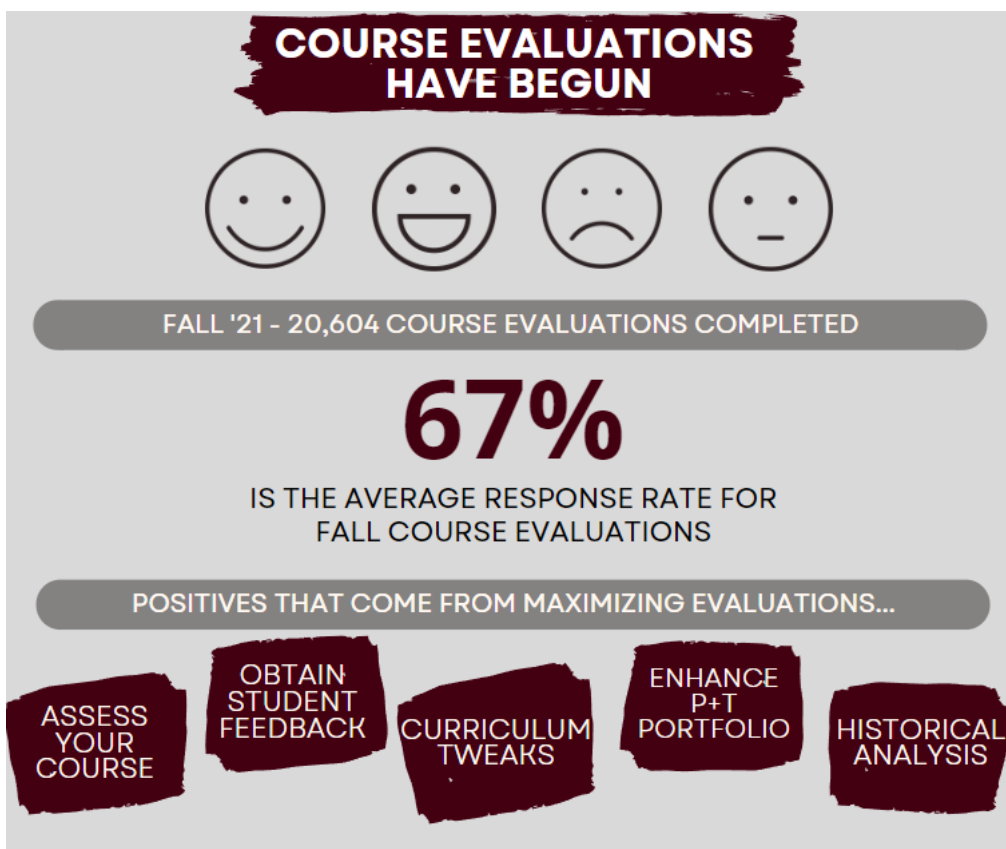 COURSE EVALUATIONS
HAVE BEGUN
FALL '21 - 20,604 COURSE EVALUATIONS COMPLETED
67%
IS THE AVERAGE RESPONSE RATE FOR
FALL COURSE EVALUATIONS
POSITIVES THAT COME FROM MAXIMIZING EVALUATIONS...
ASSESS
YOUR
COURSE
OBTAIN
STUDENT
FEEDBACK
CURRICULUM
TWEAKS
ENHANCE
P+T
PORTFOLIO
HISTORICAL
ANALYSIS